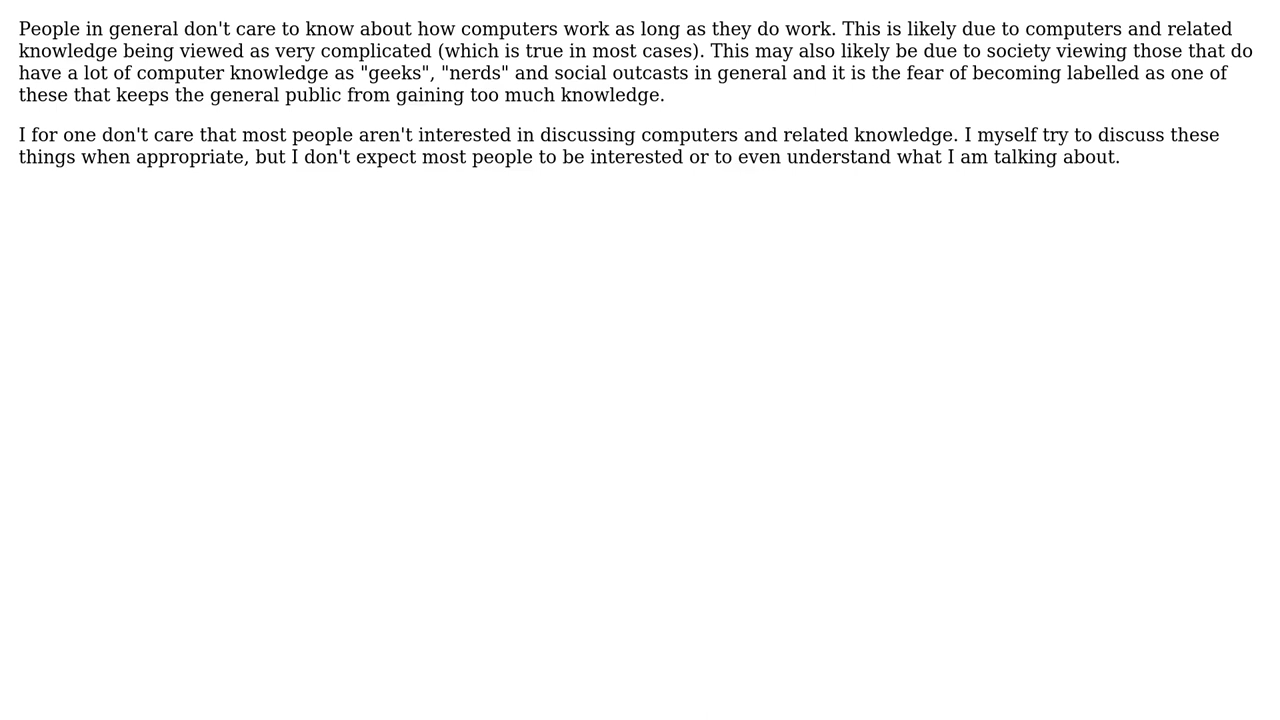 People in general don't care to know about how computers work as long as they do work. This is likely due to computers and related
knowledge being viewed as very complicated (which is true in most cases). This may also likely be due to society viewing those that do
have a lot of computer knowledge as "geeks", "nerds" and social outcasts in general and it is the fear of becoming labelled as one of
these that keeps the general public from gaining too much knowledge.
I for one don't care that most people aren't interested in discussing computers and related knowledge. I myself try to discuss these
things when appropriate, but I don't expect most people to be interested or to even understand what I am talking about.